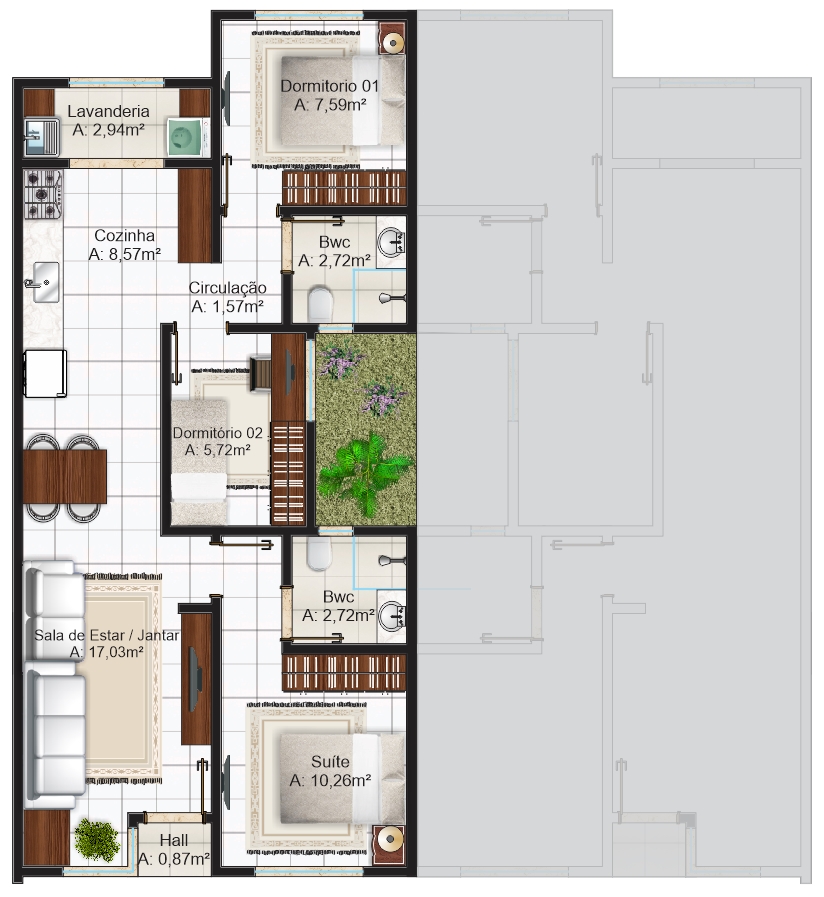 Dormitorio 01
A: 7,59m²
Lavanderia
A: 2,94m²
Cozinha
A: 8,57m²
Bwc
A: 2,72m²
Circulação
A: 1,57m²
Dormitório 02
A: 5,72m²
Bwc
A: 2,72m²
Sala de Estar / Jantar
A: 17,03m²
Suíte
A: 10,26m²
Hall
A: 0,87m²